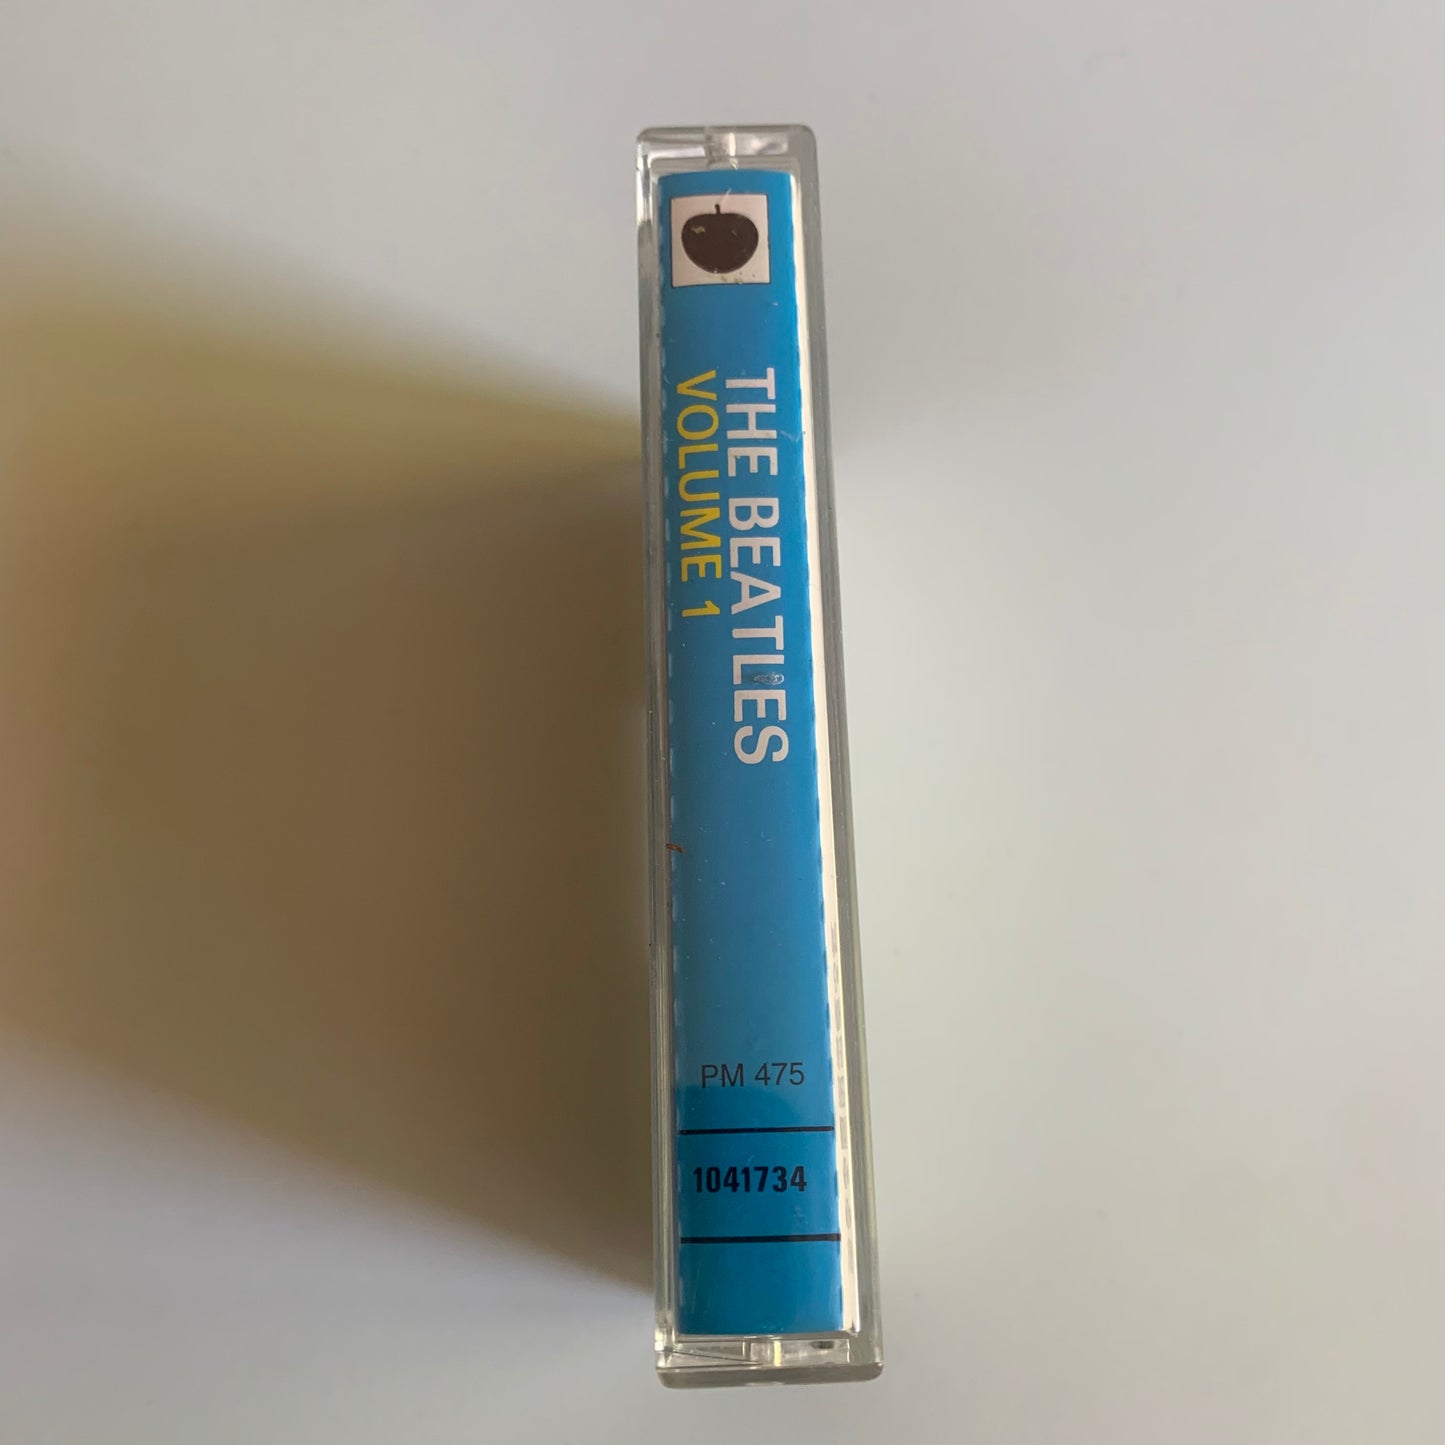 THE BEATLES
VOLUME 1
PM 475
1041734